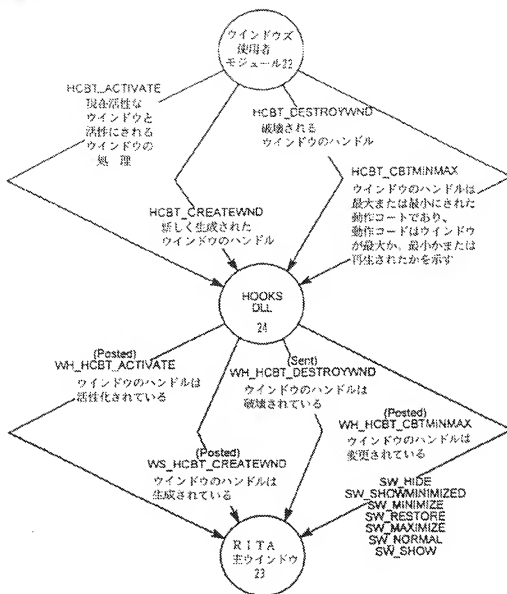 ウインドウズ
使用者
モジュール22
HCBT_ACTIVATE
現在活性な
ウインドウと
活性にされる
ウインドウの
処 理
HCBT_DESTROYWND
破壊される
ウインドウのハンドル
HCBT_CREATEWND
新しく生成された
ウインドウのハンドル
HCBT_CBTMINMAX
ウインドウのハンドルは
最大または最小にされた
動作コートであり、
動作コードはウインドウ
が最大か、最小かまたは
再生されたかを示す
HOOKS
DLL
24
(Posted)
WH_HCBT_ACTIVATE
ウインドウのハンドルは
活性化されている
(Sent)
WH_HCBT_DESTROYWND
ウインドウのハンドルは
破壊されている
(Posted)
WS_HCBT_CREATEWND
ウインドウのハンドルは
生成されている
(Posted)
WH_HCBT_CBTMINMAX
ウインドウのハンドルは
変更されている
SW_HIDE
SW_SHOWMINIMIZED
SW_MINIMIZE
SW_RESTORE
SW_MAXIMIZE
SW_NORMAL
SW_SHOW
RITA
主ウインドウ
23